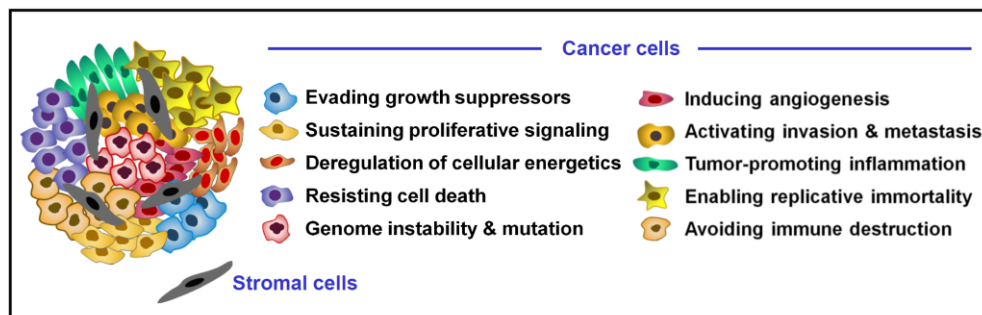 Cancer cells
Evading growth suppressors
Sustaining proliferative signaling
Deregulation of cellular energetics
Resisting cell death
Genome instability & mutation
Inducing angiogenesis
Activating invasion & metastasis
Tumor-promoting inflammation
Enabling replicative immortality
Avoiding immune destruction
Stromal cells